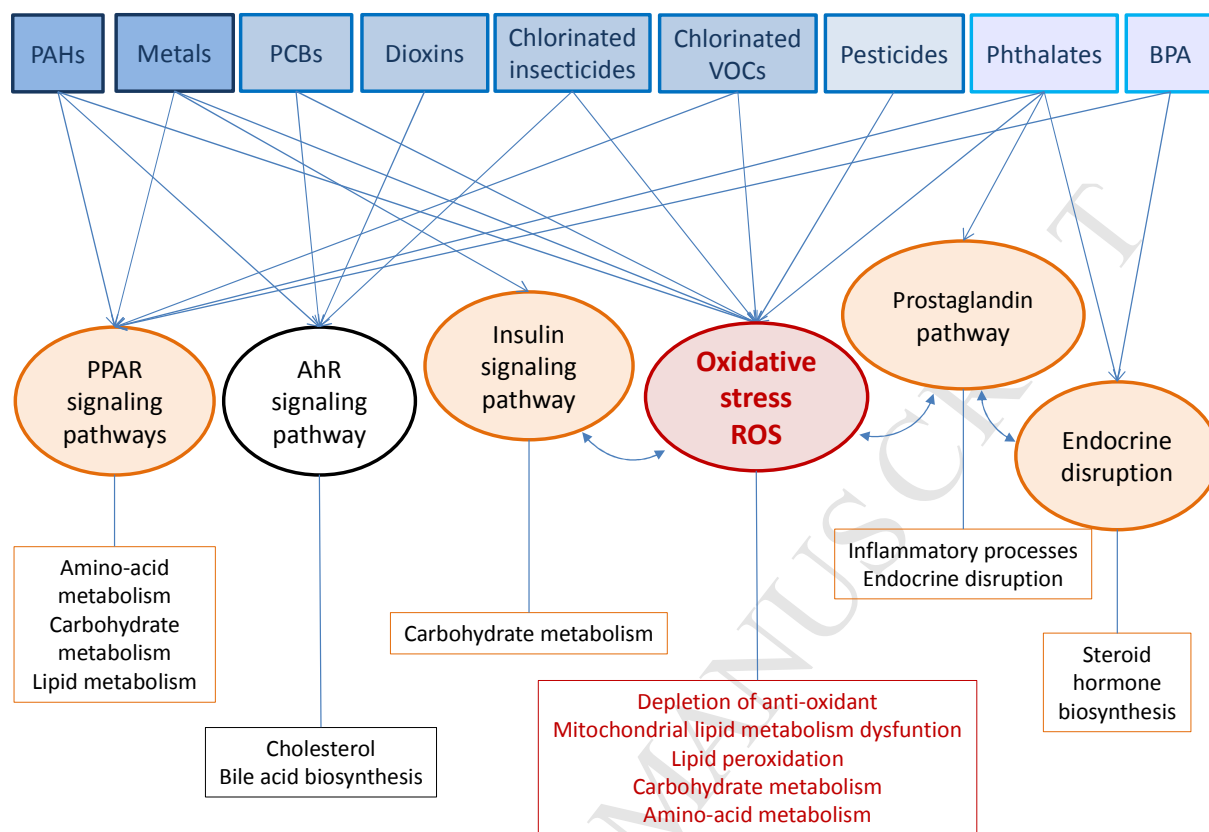 PAHs
Metals
PCBs
Dioxins
Chlorinated
insecticides
Chlorinated
VOCs
Pesticides
Phthalates
BPA
PPAR
signaling
pathways
AhR
signaling
pathway
Insulin
signaling
pathway
Oxidative
stress
ROS
Prostaglandin
pathway
Endocrine
disruption
Amino-acid
metabolism
Carbohydrate
metabolism
Lipid metabolism
Cholesterol
Bile acid biosynthesis
Carbohydrate metabolism
Depletion of anti-oxidant
Mitochondrial lipid metabolism dysfuntion
Lipid peroxidation
Carbohydrate metabolism
Amino-acid metabolism
Inflammatory processes
Endocrine disruption
Steroid
hormone
biosynthesis
MANUSCRIPT